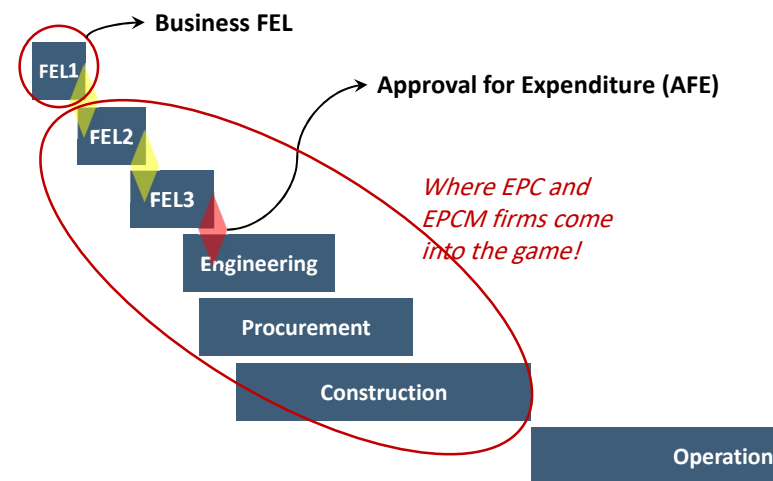 Business FEL
FEL1
Approval for Expenditure (AFE)
FEL2
Where EPC and
EPCM firms come
into the game!
FEL3
Engineering
Procurement
Construction
Operation